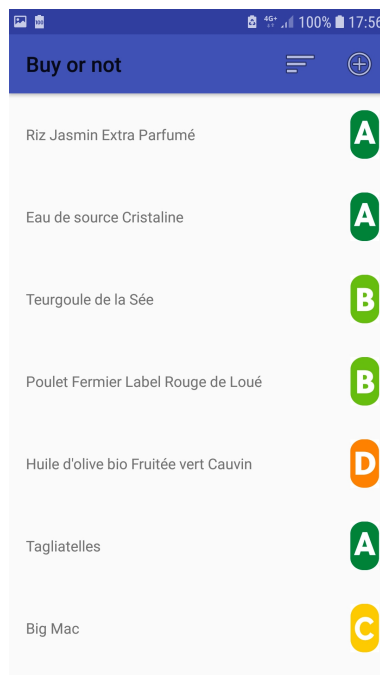 4G+ 100% 17:56
Buy or not
Riz Jasmin Extra Parfumé A
Eau de source Cristaline A
Teurgoule de la Sée B
Poulet Fermier Label Rouge de Loué B
Huile d'olive bio Fruitée vert Cauvin D
Tagliatelles A
Big Mac C